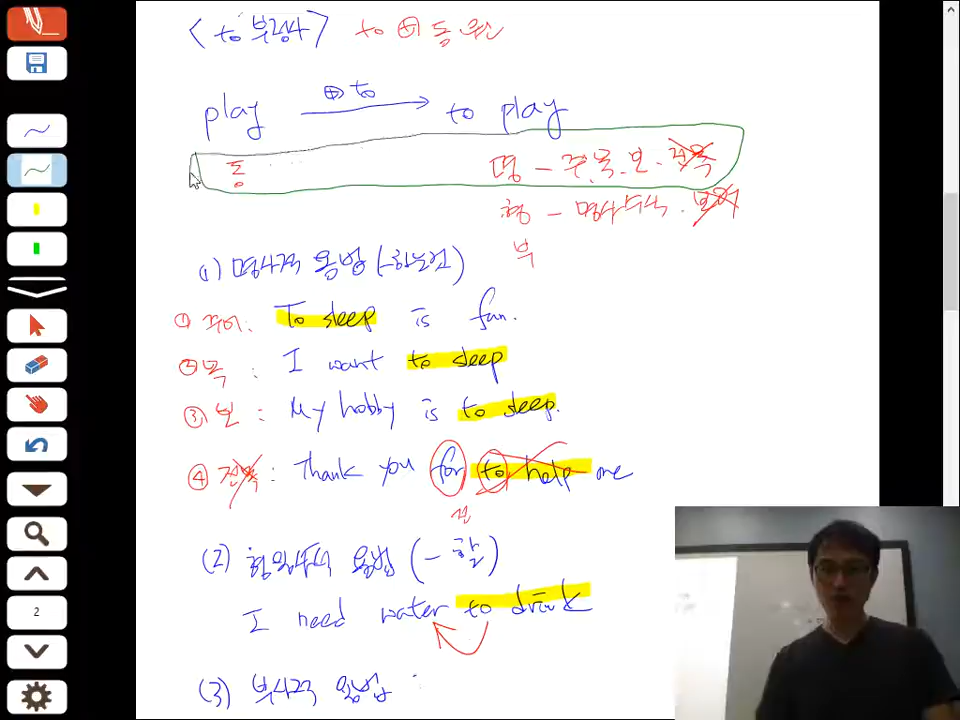 < to 부정사 > to ⊕ 동원
play ⊕ to → to play
동 명 - 주.목.보.전목
형 - 명사수식.보어
부
(1) 명사적 용법 (-하는것)
① 주어: To sleep is fun.
② 목 : I want to sleep
③ 보 : My hobby is to sleep.
④ 전목 : Thank you for to help me
전
(2) 형용사적 용법 (- 할)
I need water to drink
(3) 부사적 용법 :
2